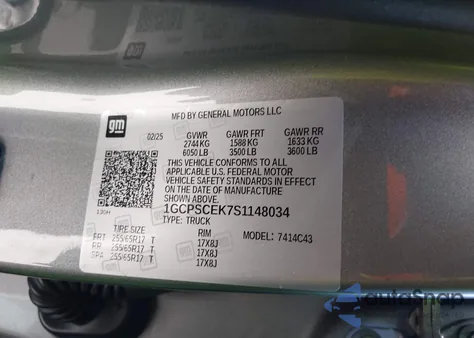 MFD BY GENERAL MOTORS LLC
gm
02/25 GVWR GAWR FRT GAWR RR
2744 KG 1588 KG 1633 KG
6050 LB 3500 LB 3600 LB
THIS VEHICLE CONFORMS TO ALL
APPLICABLE U.S. FEDERAL MOTOR
VEHICLE SAFETY STANDARDS IN EFFECT
ON THE DATE OF MANUFACTURE
SHOWN ABOVE.
1GCPSCEK7S1148034
TYPE: TRUCK
TIRE SIZE RIM MODEL: 7414C43
FRT 255/65R17 T 17X8J
RR 255/65R17 T 17X8J
SPA 255/65R17 T 17X8J
autoSnap